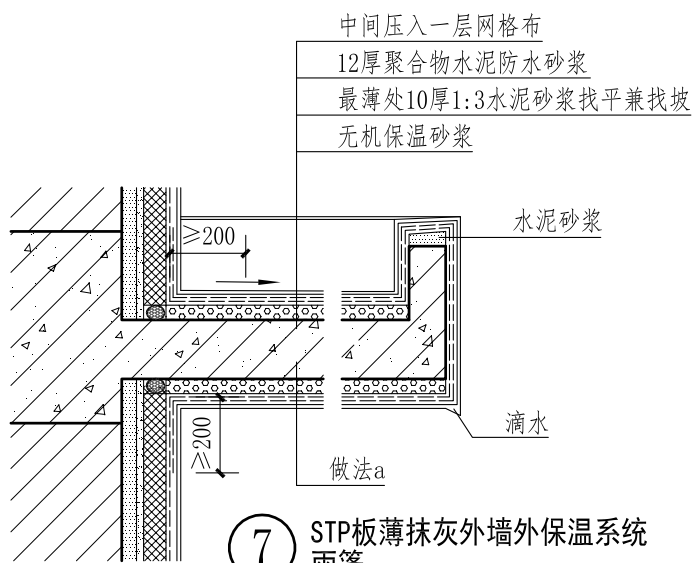 中间压入一层网格布
12厚聚合物水泥防水砂浆
最薄处10厚1:3水泥砂浆找平兼找坡
无机保温砂浆
水泥砂浆
≥200
滴水
≥200
做法a
7 STP板薄抹灰外墙外保温系统
雨篷